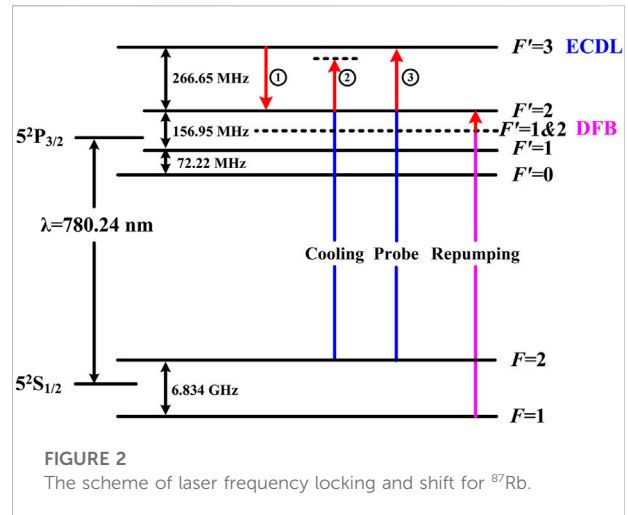 F'=3 ECDL
266.65 MHz
①
②
③
F'=2
156.95 MHz
F'=1&2 DFB
5²P₃/₂
F'=1
72.22 MHz
F'=0
λ=780.24 nm
Cooling Probe Repumping
F=2
5²S₁/₂
6.834 GHz
F=1
FIGURE 2
The scheme of laser frequency locking and shift for ⁸⁷Rb.